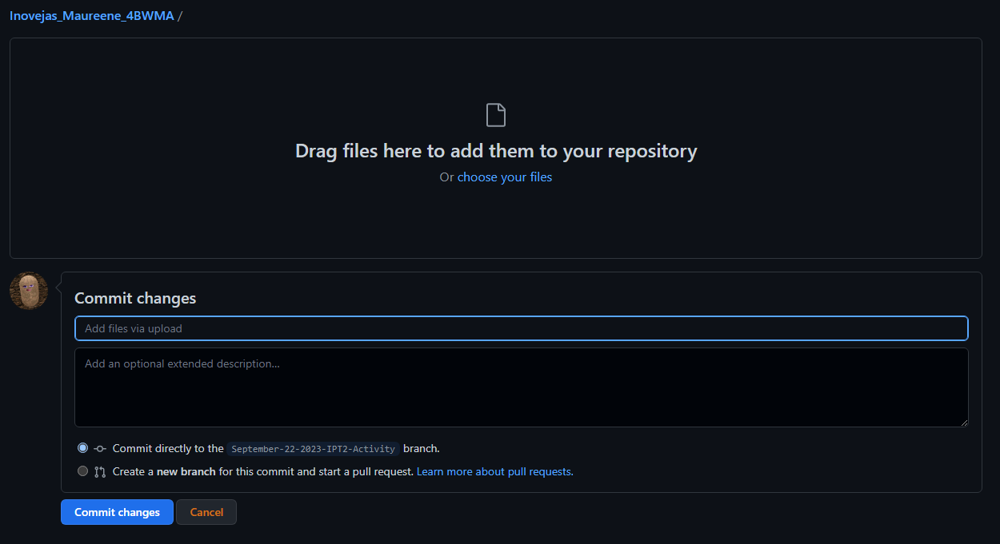 Inovejas_Maureene_4BWMA /
Drag files here to add them to your repository
Or choose your files
Commit changes
Add files via upload
Add an optional extended description...
Commit directly to the September-22-2023-IPT2-Activity branch.
Create a new branch for this commit and start a pull request. Learn more about pull requests.
Commit changes Cancel